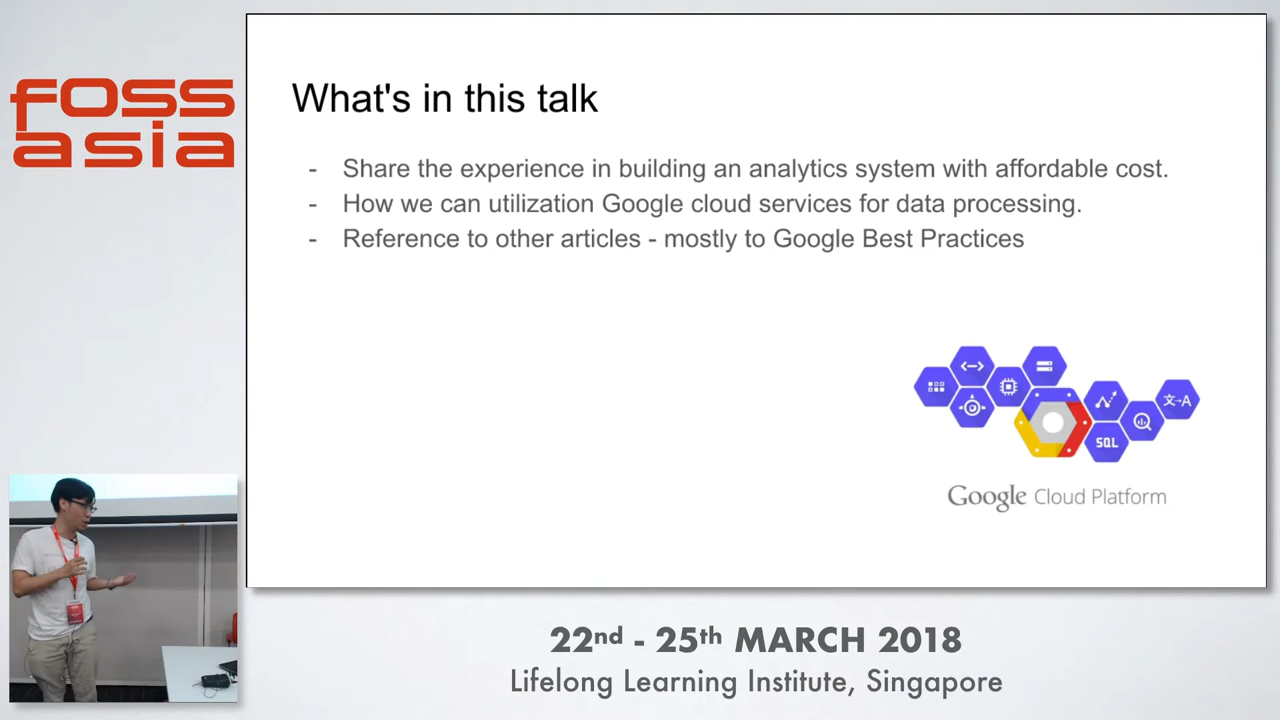 foss
asia
What's in this talk
- Share the experience in building an analytics system with affordable cost.
- How we can utilization Google cloud services for data processing.
- Reference to other articles - mostly to Google Best Practices
文→A
SQL
Google Cloud Platform
22nd - 25th MARCH 2018
Lifelong Learning Institute, Singapore